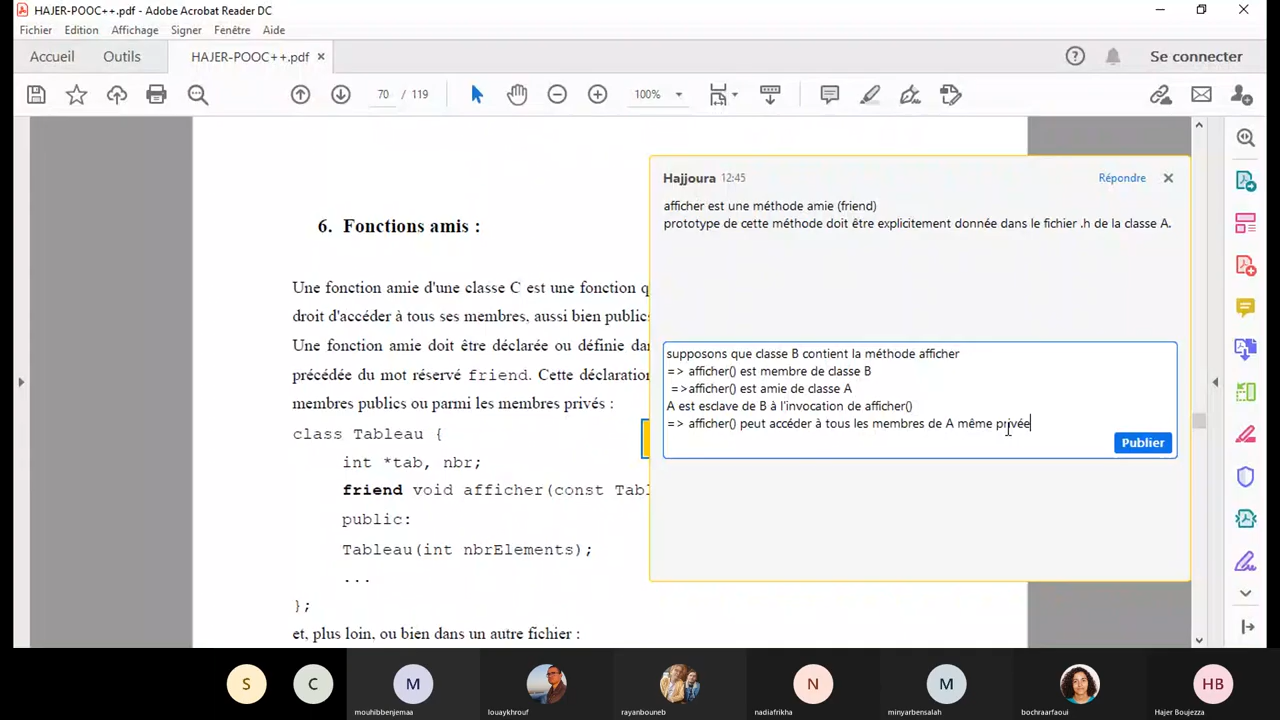 HAJER-POOC++.pdf - Adobe Acrobat Reader DC
Fichier Edition Affichage Signer Fenêtre Aide
Accueil Outils HAJER-POOC++.pdf × Se connecter
70 / 119 100%
6. Fonctions amis :
Une fonction amie d'une classe C est une fonction q
droit d'accéder à tous ses membres, aussi bien public
Une fonction amie doit être déclarée ou définie da
précédée du mot réservé friend. Cette déclaration
membres publics ou parmi les membres privés :
class Tableau {
int *tab, nbr;
friend void afficher(const Tabl
public:
Tableau(int nbrElements);
...
};
et, plus loin, ou bien dans un autre fichier :
Hajjoura 12:45 Répondre
afficher est une méthode amie (friend)
prototype de cette méthode doit être explicitement donnée dans le fichier .h de la classe A.
supposons que classe B contient la méthode afficher
=> afficher() est membre de classe B
=>afficher() est amie de classe A
A est esclave de B à l'invocation de afficher()
=> afficher() peut accéder à tous les membres de A même privée
Publier
S C M N M HB
mouhibbenjemaa louaykhrouf rayanbouneb nadiafrikha minyarbensalah bochraarfaoui Hajer Boujezza